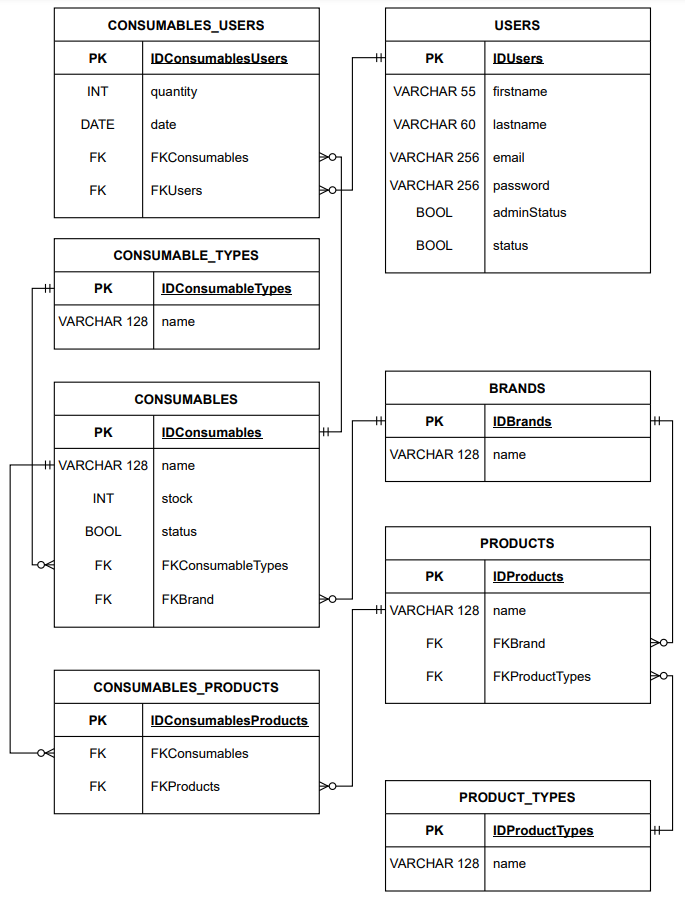 CONSUMABLES_USERS
PK IDConsumablesUsers
INT quantity
DATE date
FK FKConsumables
FK FKUsers
USERS
PK IDUsers
VARCHAR 55 firstname
VARCHAR 60 lastname
VARCHAR 256 email
VARCHAR 256 password
BOOL adminStatus
BOOL status
CONSUMABLE_TYPES
PK IDConsumableTypes
VARCHAR 128 name
CONSUMABLES
PK IDConsumables
VARCHAR 128 name
INT stock
BOOL status
FK FKConsumableTypes
FK FKBrand
BRANDS
PK IDBrands
VARCHAR 128 name
PRODUCTS
PK IDProducts
VARCHAR 128 name
FK FKBrand
FK FKProductTypes
CONSUMABLES_PRODUCTS
PK IDConsumablesProducts
FK FKConsumables
FK FKProducts
PRODUCT_TYPES
PK IDProductTypes
VARCHAR 128 name